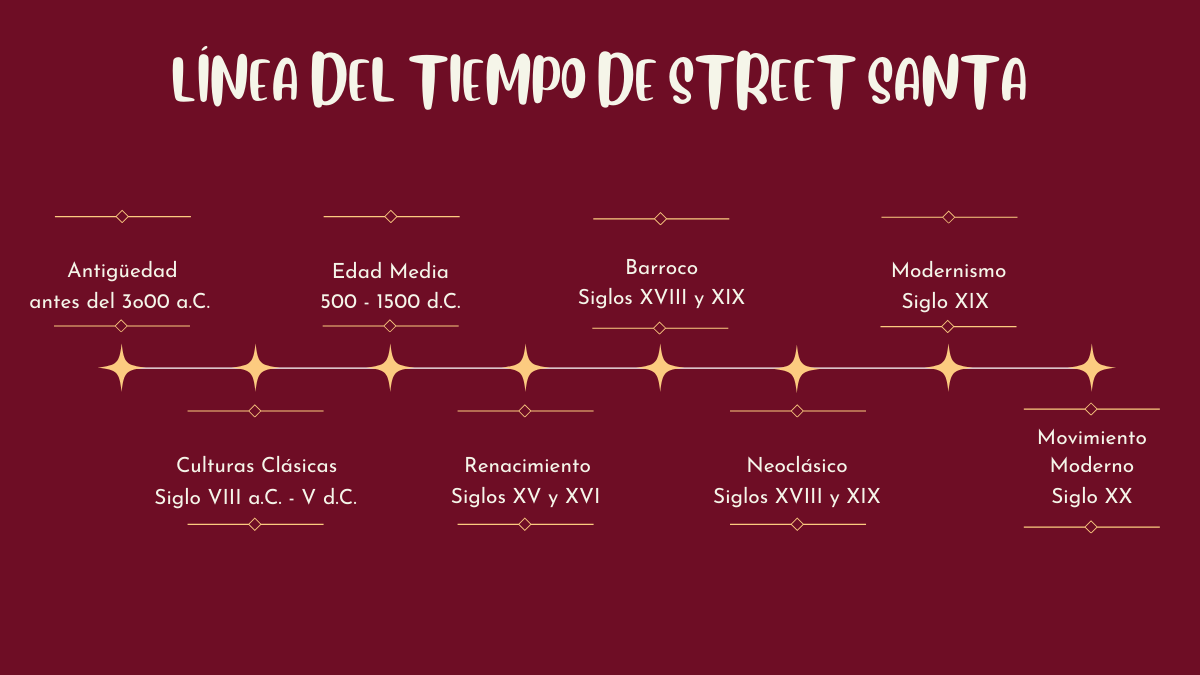 LÍNEA DEL TIEMPO DE STREET SANTA
Antigüedad
antes del 3o00 a.C.
Culturas Clásicas
Siglo VIII a.C. - V d.C.
Edad Media
500 - 1500 d.C.
Renacimiento
Siglos XV y XVI
Barroco
Siglos XVIII y XIX
Neoclásico
Siglos XVIII y XIX
Modernismo
Siglo XIX
Movimiento
Moderno
Siglo XX